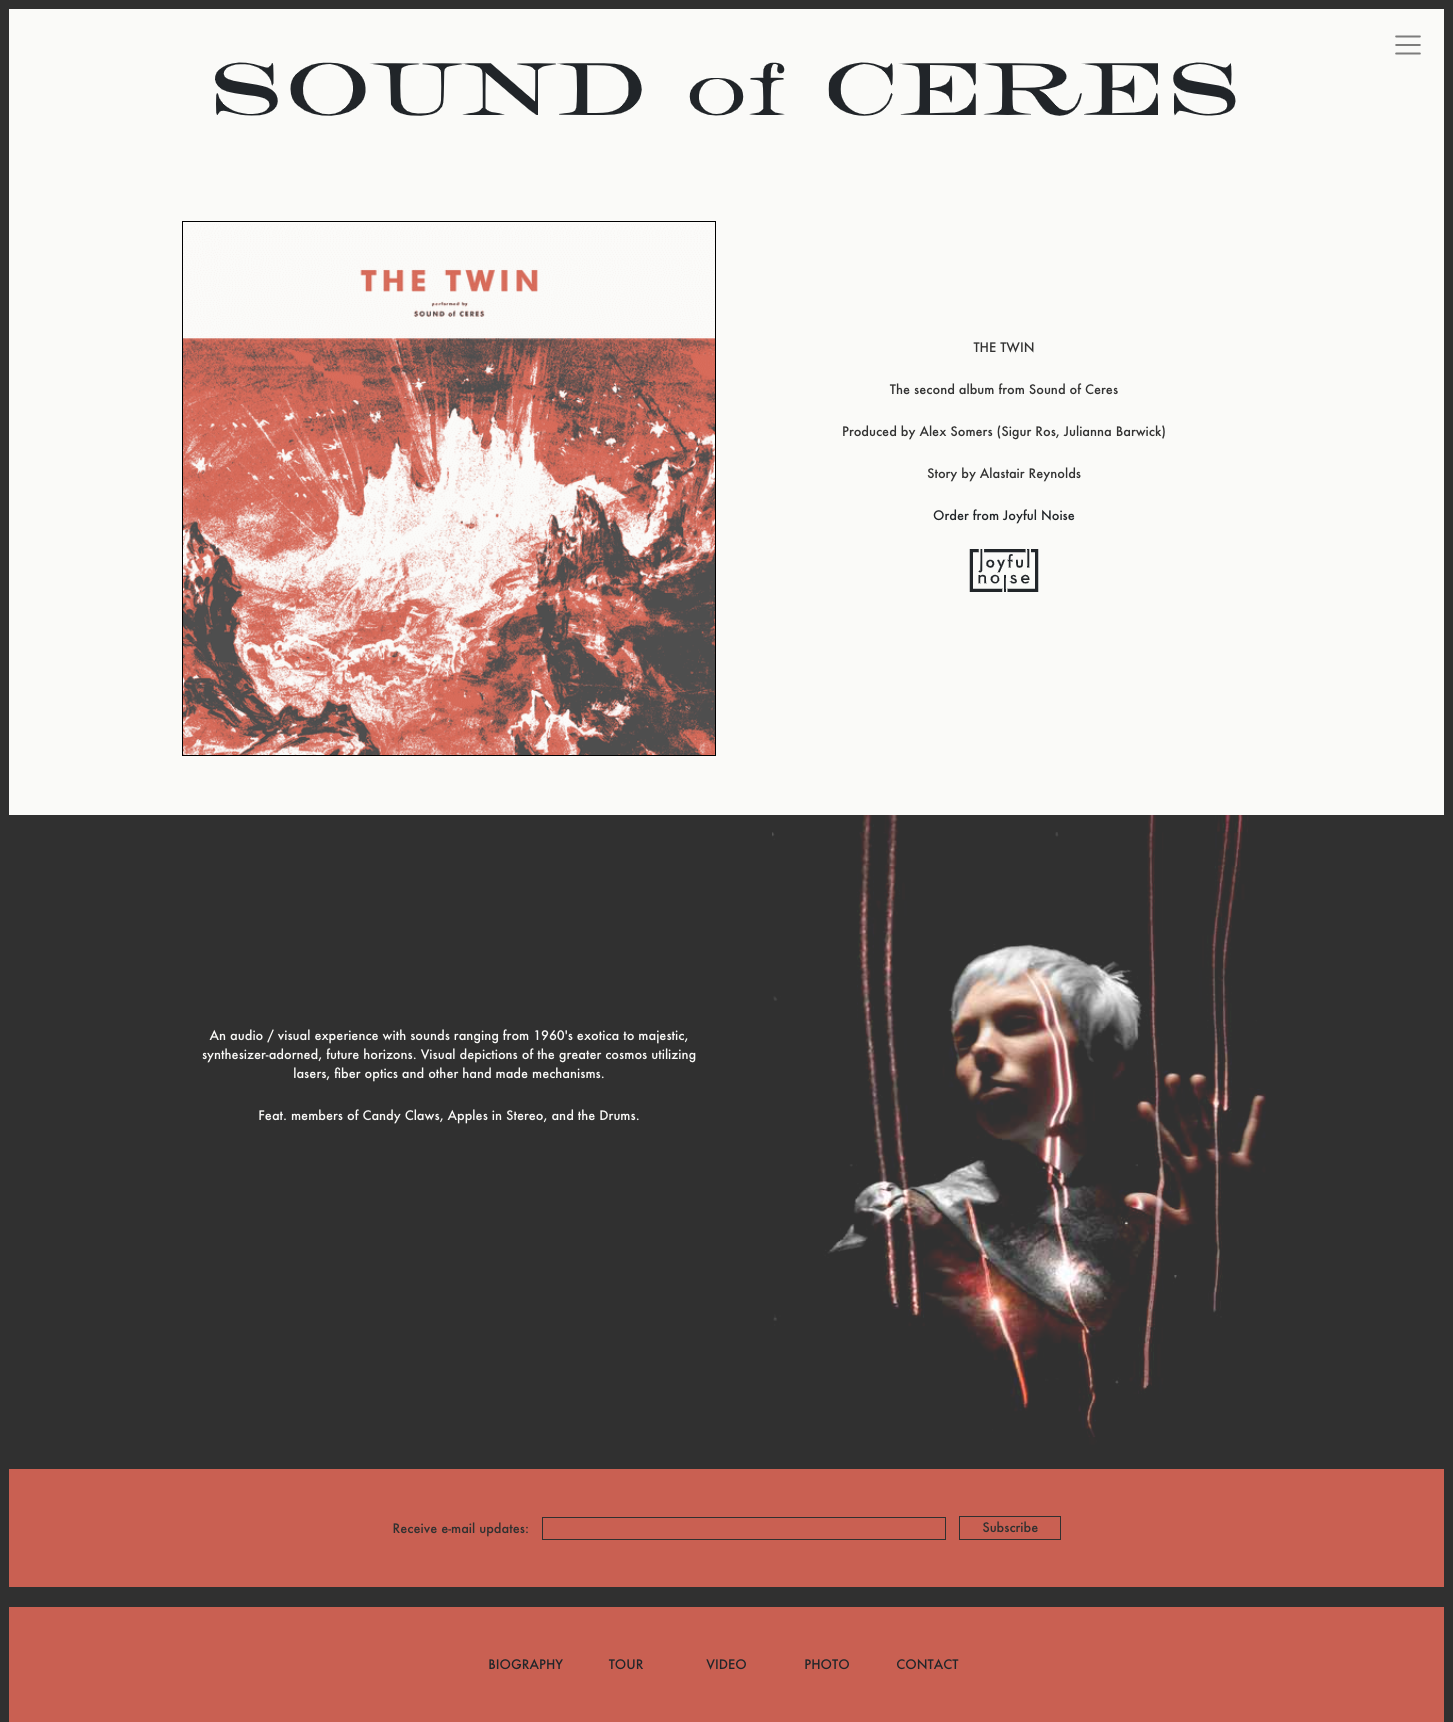 SOUND of CERES
THE TWIN
performed by
SOUND of CERES
THE TWIN
The second album from Sound of Ceres
Produced by Alex Somers (Sigur Ros, Julianna Barwick)
Story by Alastair Reynolds
Order from Joyful Noise
joyful
noise
An audio / visual experience with sounds ranging from 1960's exotica to majestic,
synthesizer-adorned, future horizons. Visual depictions of the greater cosmos utilizing
lasers, fiber optics and other hand made mechanisms.
Feat. members of Candy Claws, Apples in Stereo, and the Drums.
Receive e-mail updates: Subscribe
BIOGRAPHY TOUR VIDEO PHOTO CONTACT